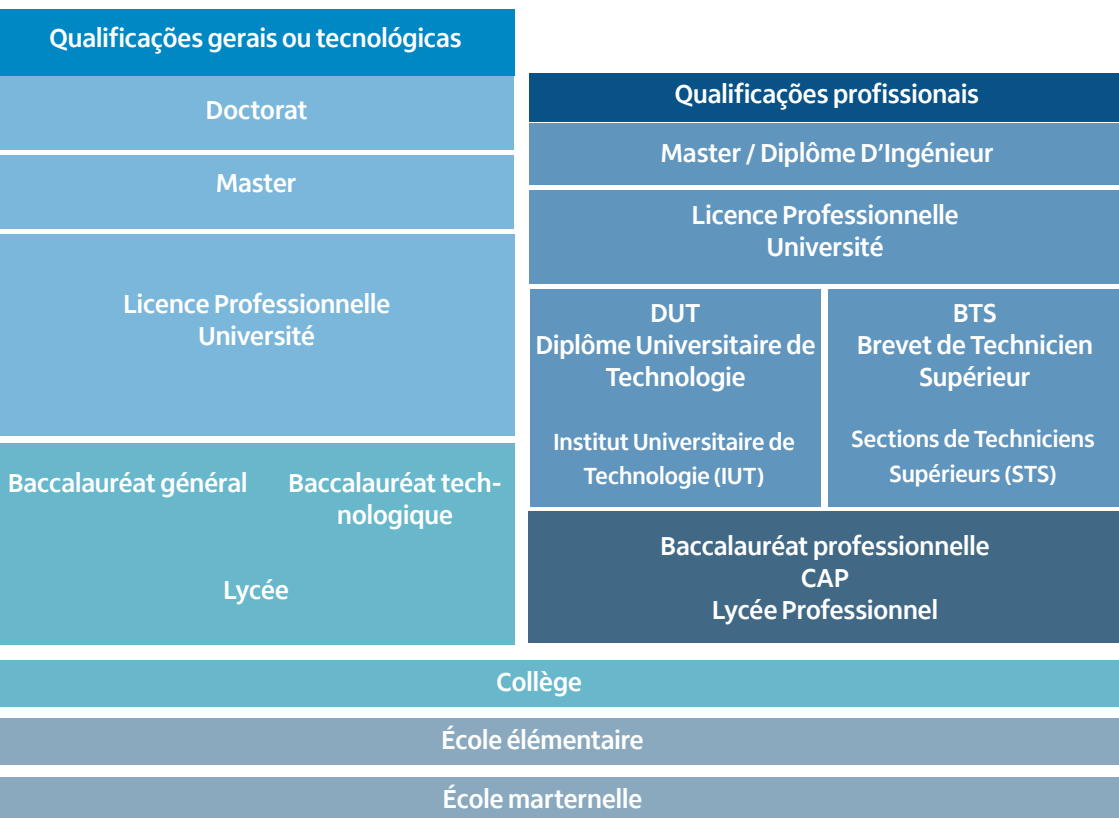 Qualificações gerais ou tecnológicas
Doctorat
Master
Licence Professionnelle
Université
Baccalauréat général
Baccalauréat tech-
nologique
Lycée
Qualificações profissionais
Master / Diplôme D’Ingénieur
Licence Professionnelle
Université
DUT
Diplôme Universitaire de
Technologie
Institut Universitaire de
Technologie (IUT)
BTS
Brevet de Technicien
Supérieur
Sections de Techniciens
Supérieurs (STS)
Baccalauréat professionnelle
CAP
Lycée Professionnel
Collège
École élémentaire
École marternelle